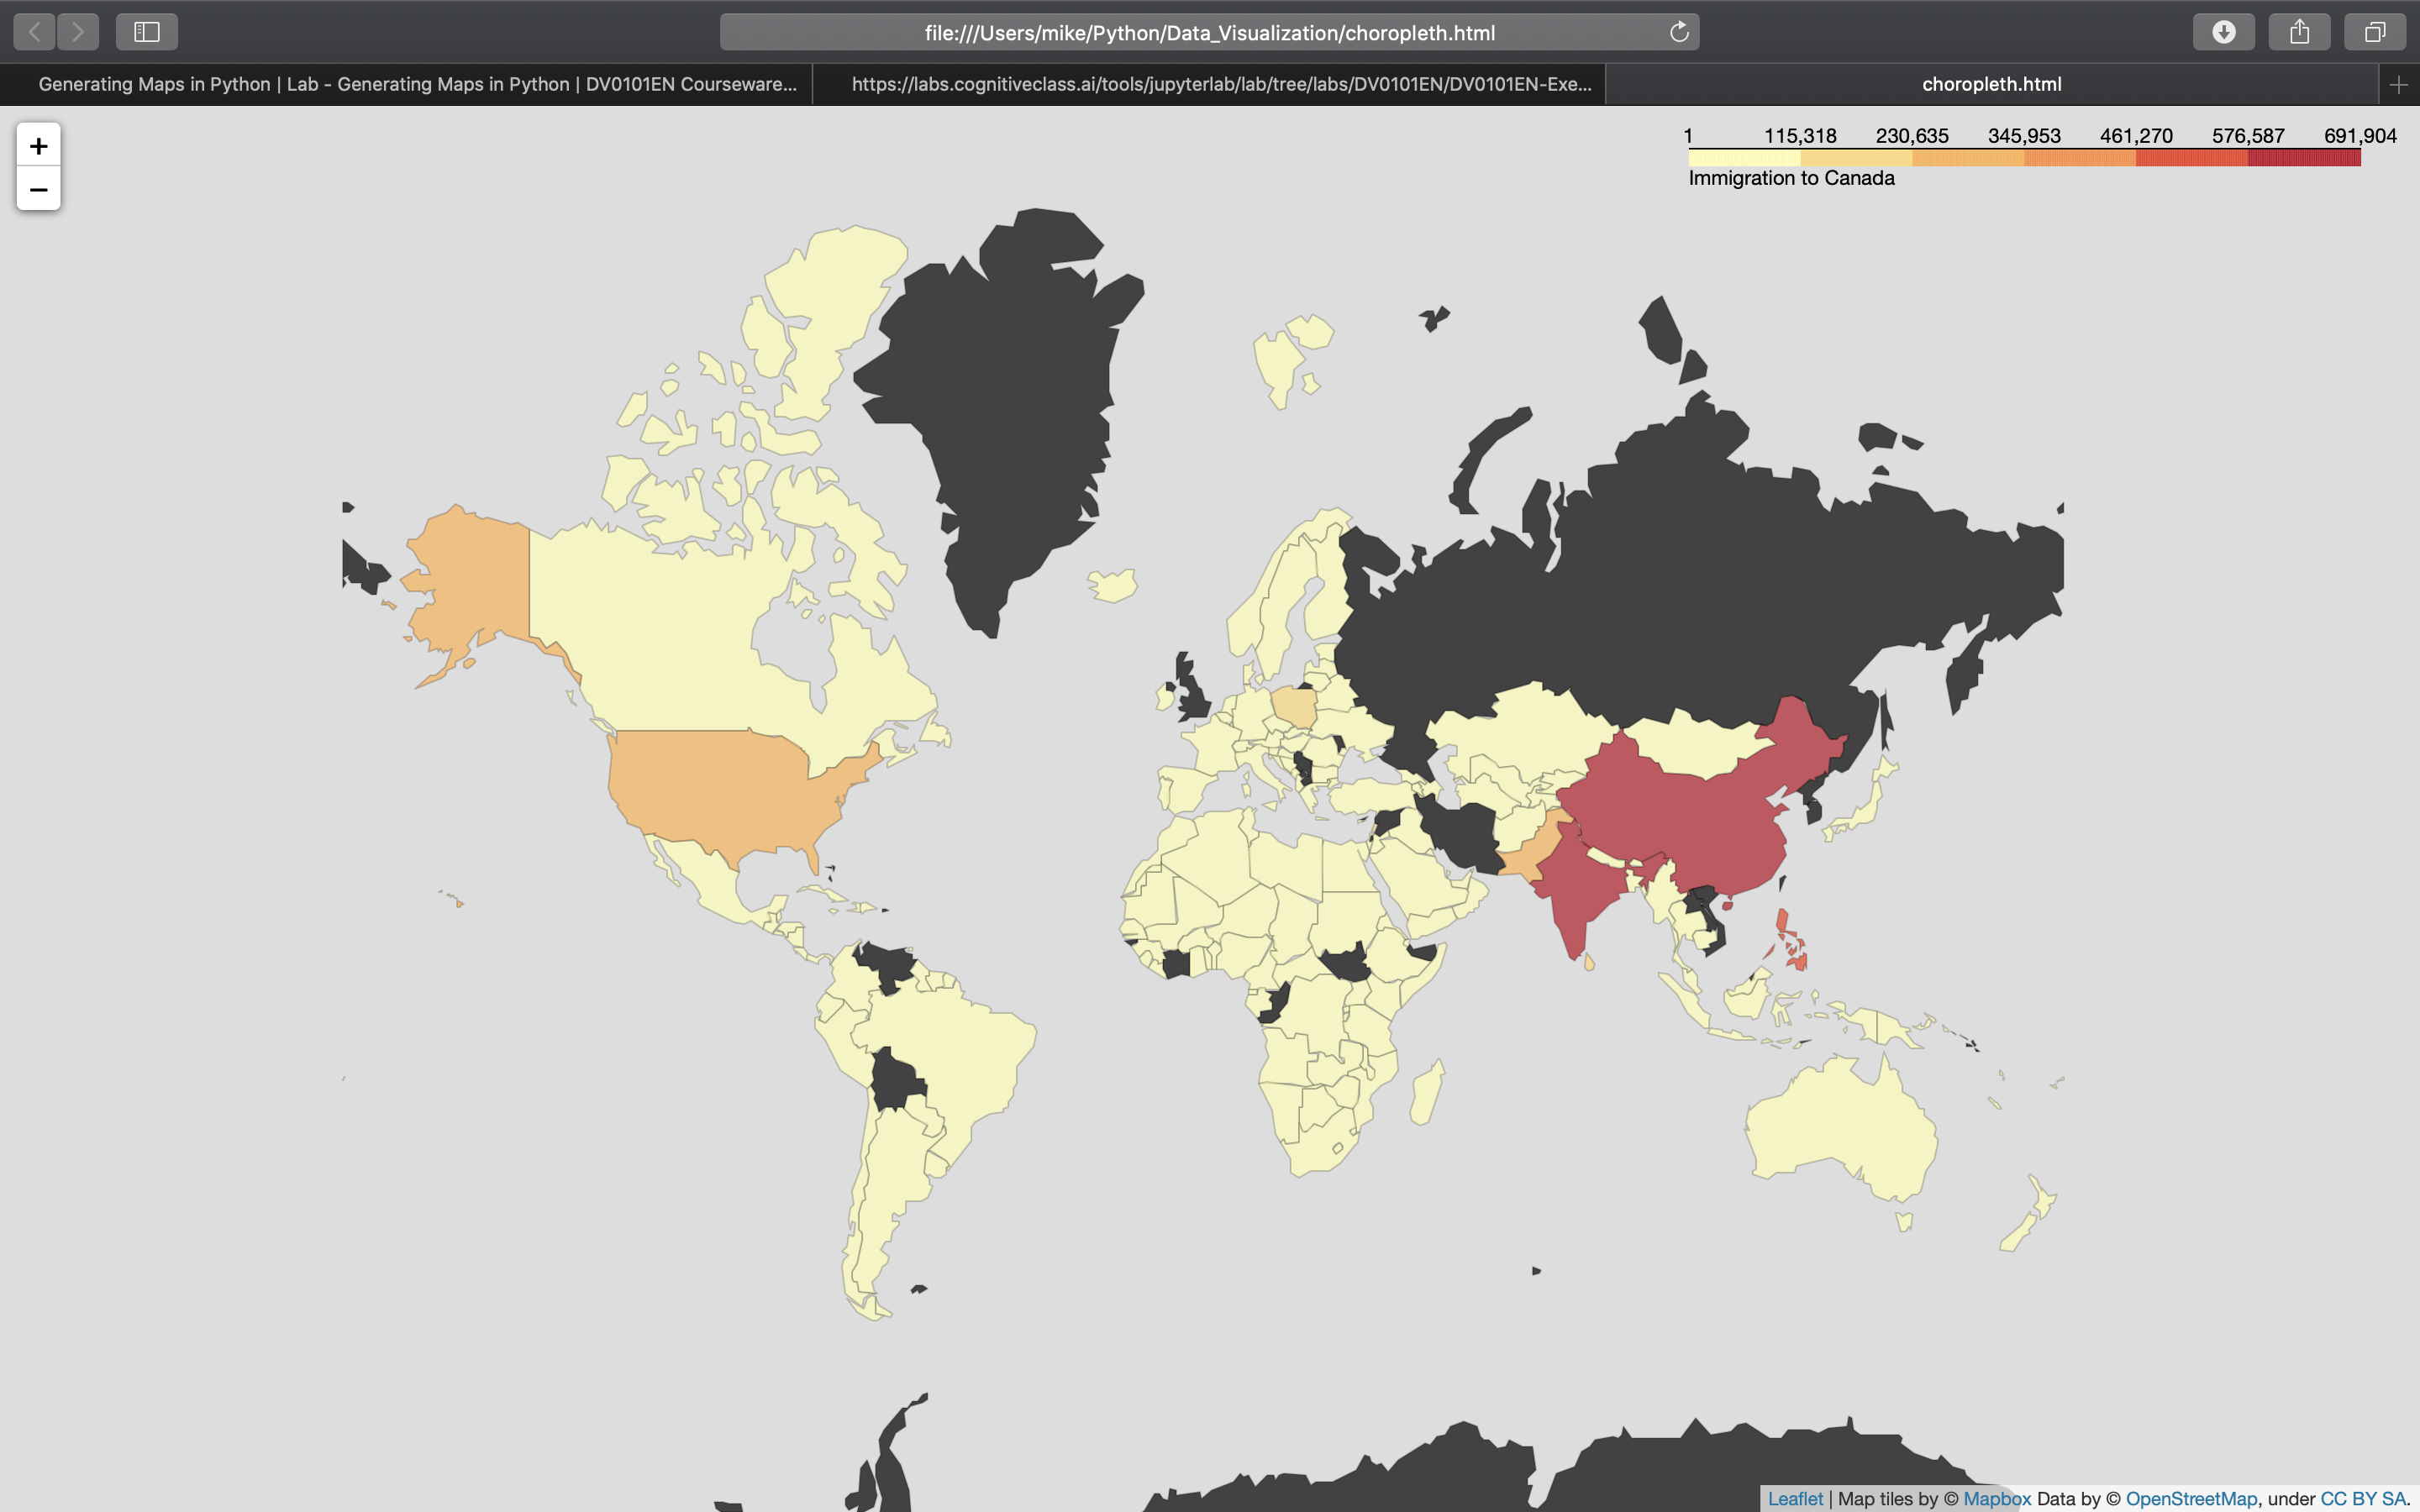 file:///Users/mike/Python/Data_Visualization/choropleth.html
Generating Maps in Python | Lab - Generating Maps in Python | DV0101EN Courseware...
https://labs.cognitiveclass.ai/tools/jupyterlab/lab/tree/labs/DV0101EN/DV0101EN-Exe...
choropleth.html
+
+
−
1 115,318 230,635 345,953 461,270 576,587 691,904
Immigration to Canada
Leaflet | Map tiles by © Mapbox Data by © OpenStreetMap, under CC BY SA.